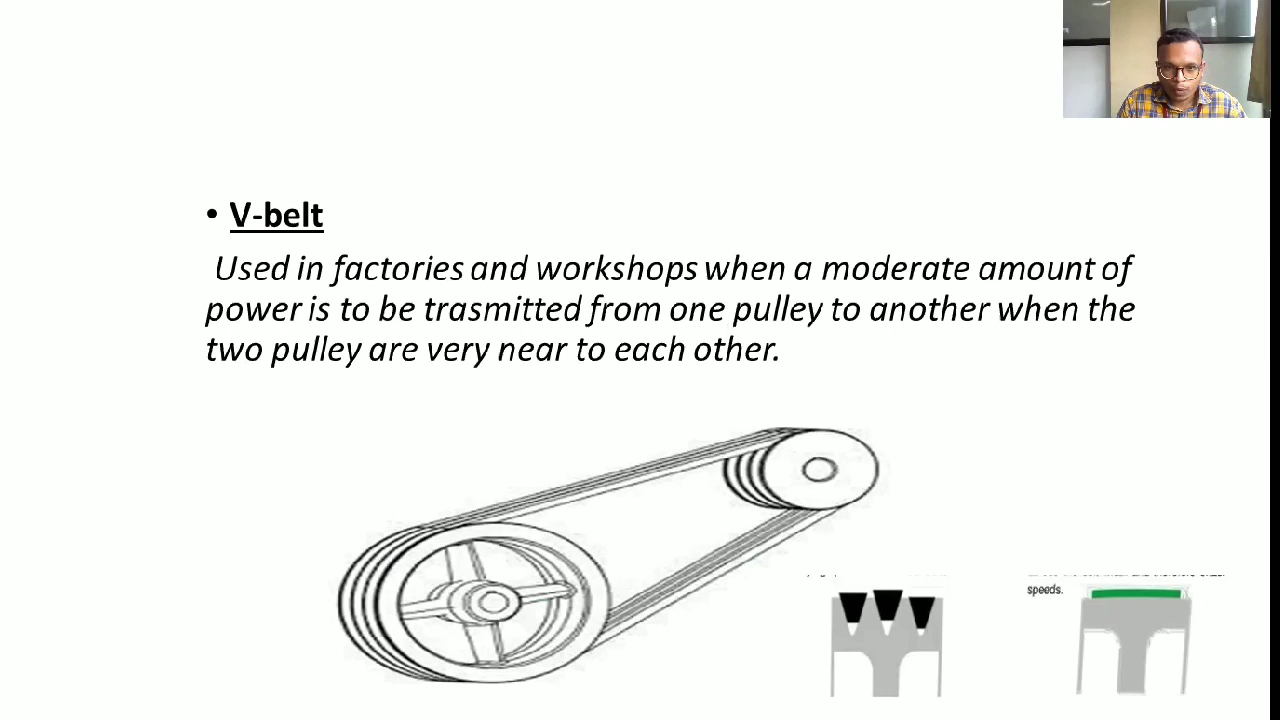 • V-belt
Used in factories and workshops when a moderate amount of
power is to be trasmitted from one pulley to another when the
two pulley are very near to each other.
speeds.